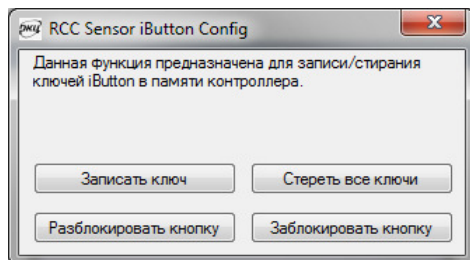 RCC Sensor iButton Config
Данная функция предназначена для записи/стирания
ключей iButton в памяти контроллера.
Записать ключ
Стереть все ключи
Разблокировать кнопку
Заблокировать кнопку